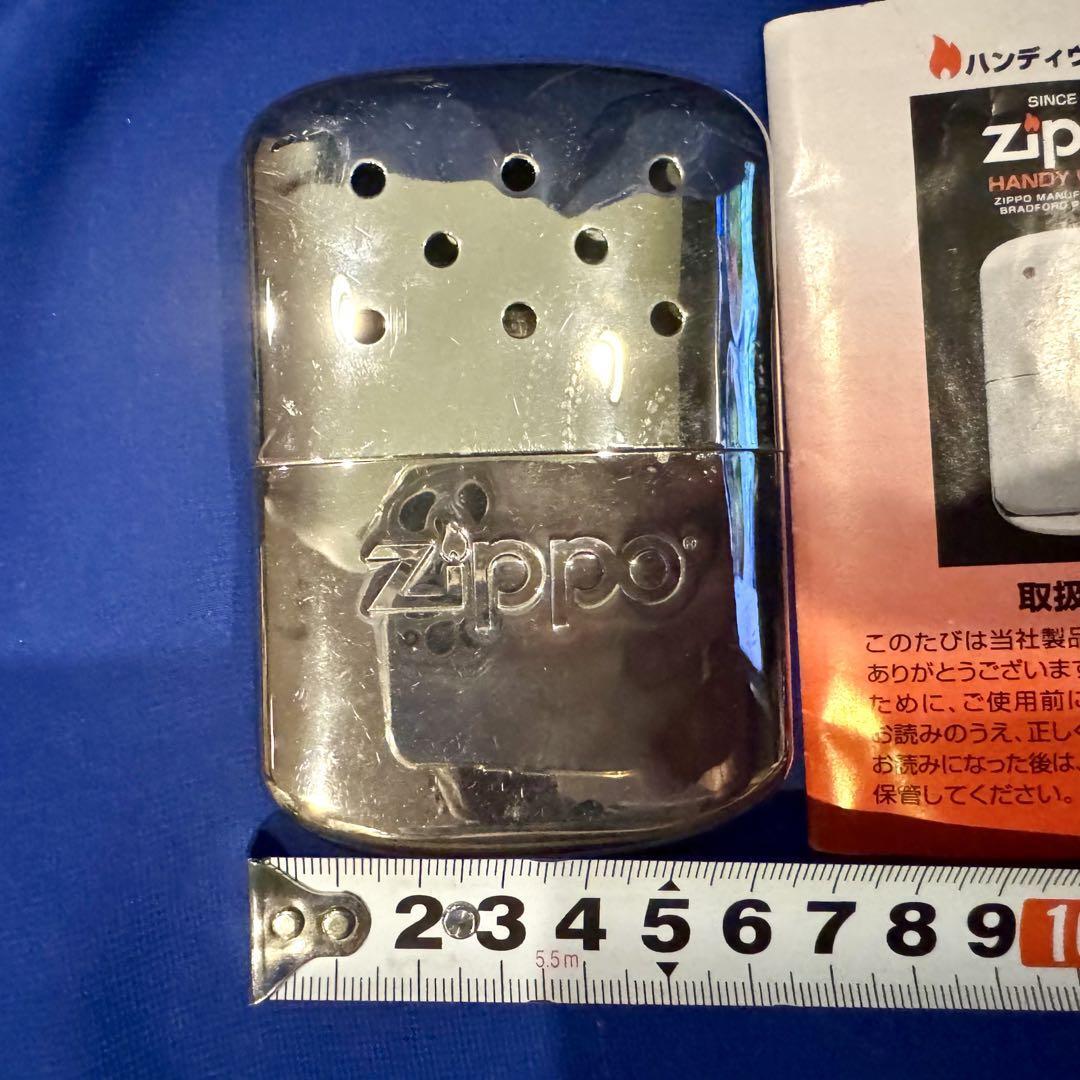 Zippo®
ハンディウ
SINCE
Zip
HANDY
ZIPPO MANUF
BRADFORD
取扱
このたびは当社製品
ありがとうございます
ために、ご使用前に
お読みのうえ、正しく
お読みになった後は、
保管してください。
2 3 4 5 6 7 8 9 1
5.5m